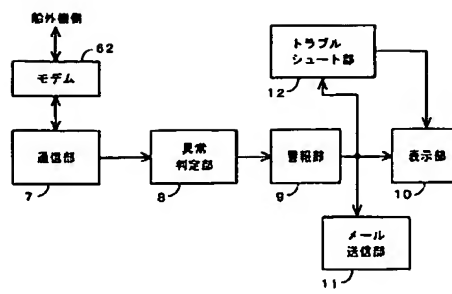 船外機側
62
モデム
通信部
7
異常
判定部
8
警報部
9
トラブル
シュート部
12
表示部
10
メール
送信部
11